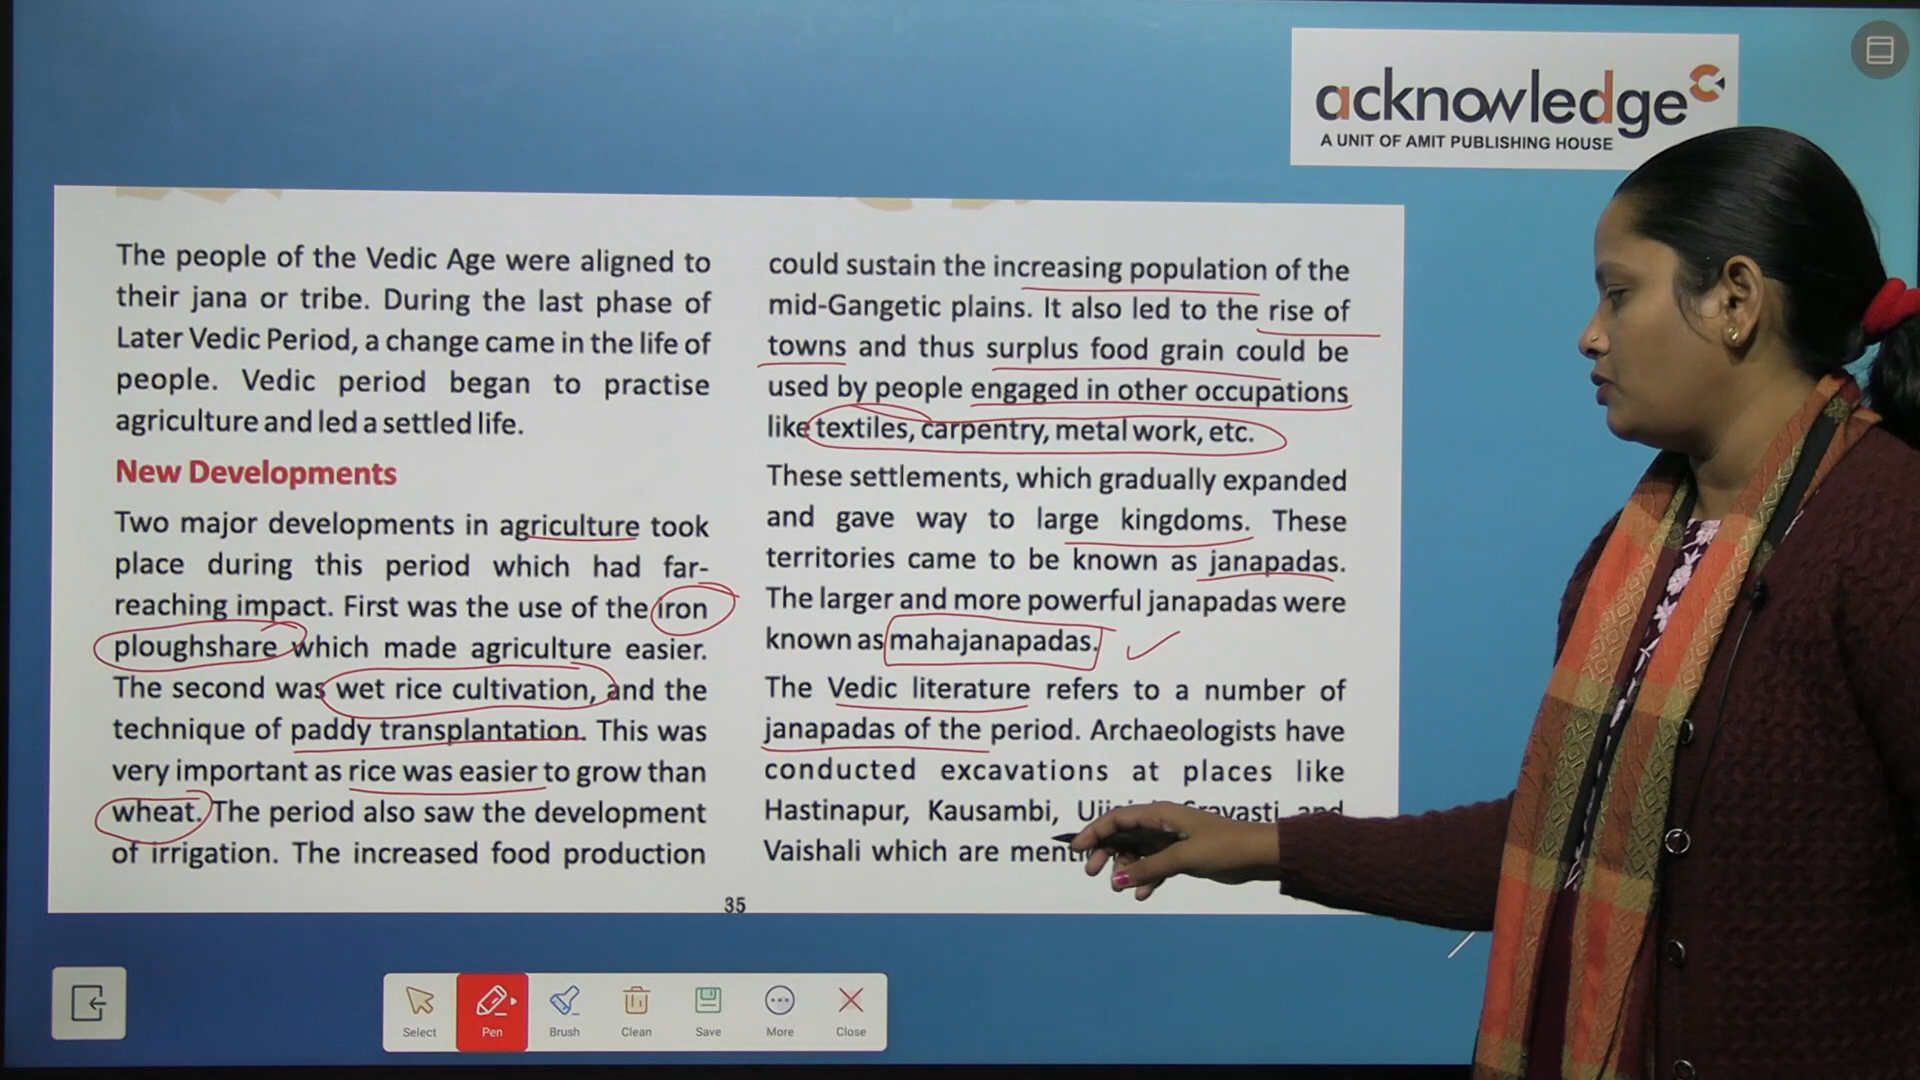 acknowledge
A UNIT OF AMIT PUBLISHING HOUSE
The people of the Vedic Age were aligned to
their jana or tribe. During the last phase of
Later Vedic Period, a change came in the life of
people. Vedic period began to practise
agriculture and led a settled life.
New Developments
Two major developments in agriculture took
place during this period which had far-
reaching impact. First was the use of the iron
ploughshare which made agriculture easier.
The second was wet rice cultivation, and the
technique of paddy transplantation. This was
very important as rice was easier to grow than
wheat. The period also saw the development
of irrigation. The increased food production
could sustain the increasing population of the
mid-Gangetic plains. It also led to the rise of
towns and thus surplus food grain could be
used by people engaged in other occupations
like textiles, carpentry, metal work, etc.
These settlements, which gradually expanded
and gave way to large kingdoms. These
territories came to be known as janapadas.
The larger and more powerful janapadas were
known as mahajanapadas.
The Vedic literature refers to a number of
janapadas of the period. Archaeologists have
conducted excavations at places like
Hastinapur, Kausambi, and
Vaishali which are
35
Select
Pen
Brush
Clean
Save
More
Close